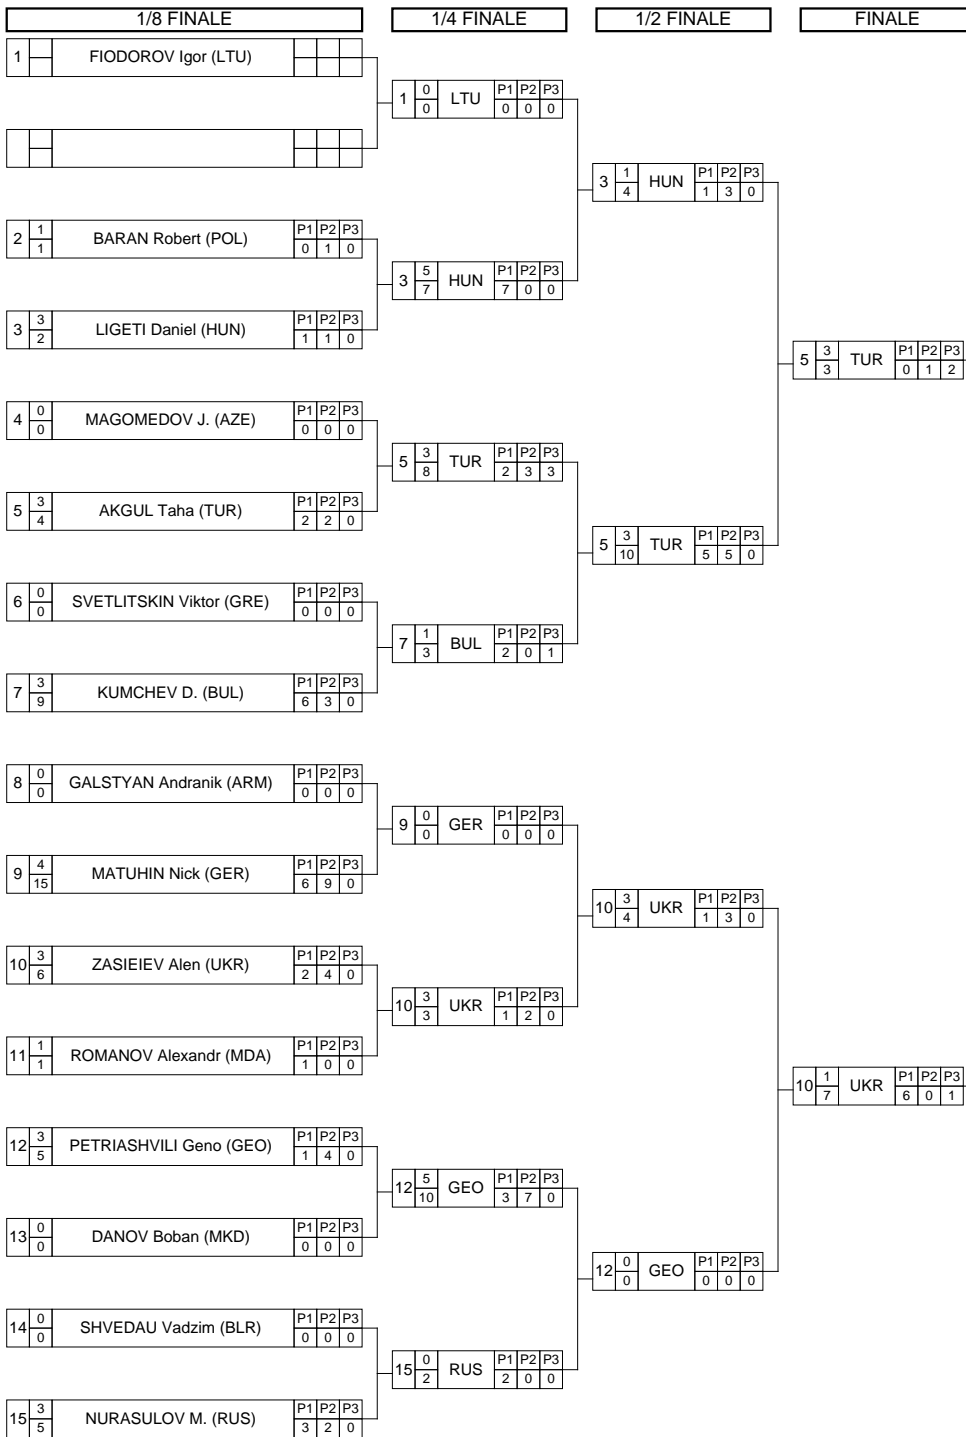 1/8 FINALE 1/4 FINALE 1/2 FINALE FINALE
1 FIODOROV Igor (LTU)
1 0 LTU P1 P2 P3
0 0 0 0
3 1 HUN P1 P2 P3
4 1 3 0
2 1 BARAN Robert (POL) P1 P2 P3
1 0 1 0
3 5 HUN P1 P2 P3
7 7 0 0
3 3 LIGETI Daniel (HUN) P1 P2 P3
2 1 1 0
5 3 TUR P1 P2 P3
3 0 1 2
4 0 MAGOMEDOV J. (AZE) P1 P2 P3
0 0 0 0
5 3 TUR P1 P2 P3
8 2 3 3
5 3 AKGUL Taha (TUR) P1 P2 P3
4 2 2 0
5 3 TUR P1 P2 P3
10 5 5 0
6 0 SVETLITSKIN Viktor (GRE) P1 P2 P3
0 0 0 0
7 1 BUL P1 P2 P3
3 2 0 1
7 3 KUMCHEV D. (BUL) P1 P2 P3
9 6 3 0
8 0 GALSTYAN Andranik (ARM) P1 P2 P3
0 0 0 0
9 0 GER P1 P2 P3
0 0 0 0
9 4 MATUHIN Nick (GER) P1 P2 P3
15 6 9 0
10 3 UKR P1 P2 P3
4 1 3 0
10 3 ZASIEIEV Alen (UKR) P1 P2 P3
6 2 4 0
10 3 UKR P1 P2 P3
3 1 2 0
11 1 ROMANOV Alexandr (MDA) P1 P2 P3
1 1 0 0
10 1 UKR P1 P2 P3
7 6 0 1
12 3 PETRIASHVILI Geno (GEO) P1 P2 P3
5 1 4 0
12 5 GEO P1 P2 P3
10 3 7 0
13 0 DANOV Boban (MKD) P1 P2 P3
0 0 0 0
12 0 GEO P1 P2 P3
0 0 0 0
14 0 SHVEDAU Vadzim (BLR) P1 P2 P3
0 0 0 0
15 0 RUS P1 P2 P3
2 2 0 0
15 3 NURASULOV M. (RUS) P1 P2 P3
5 3 2 0